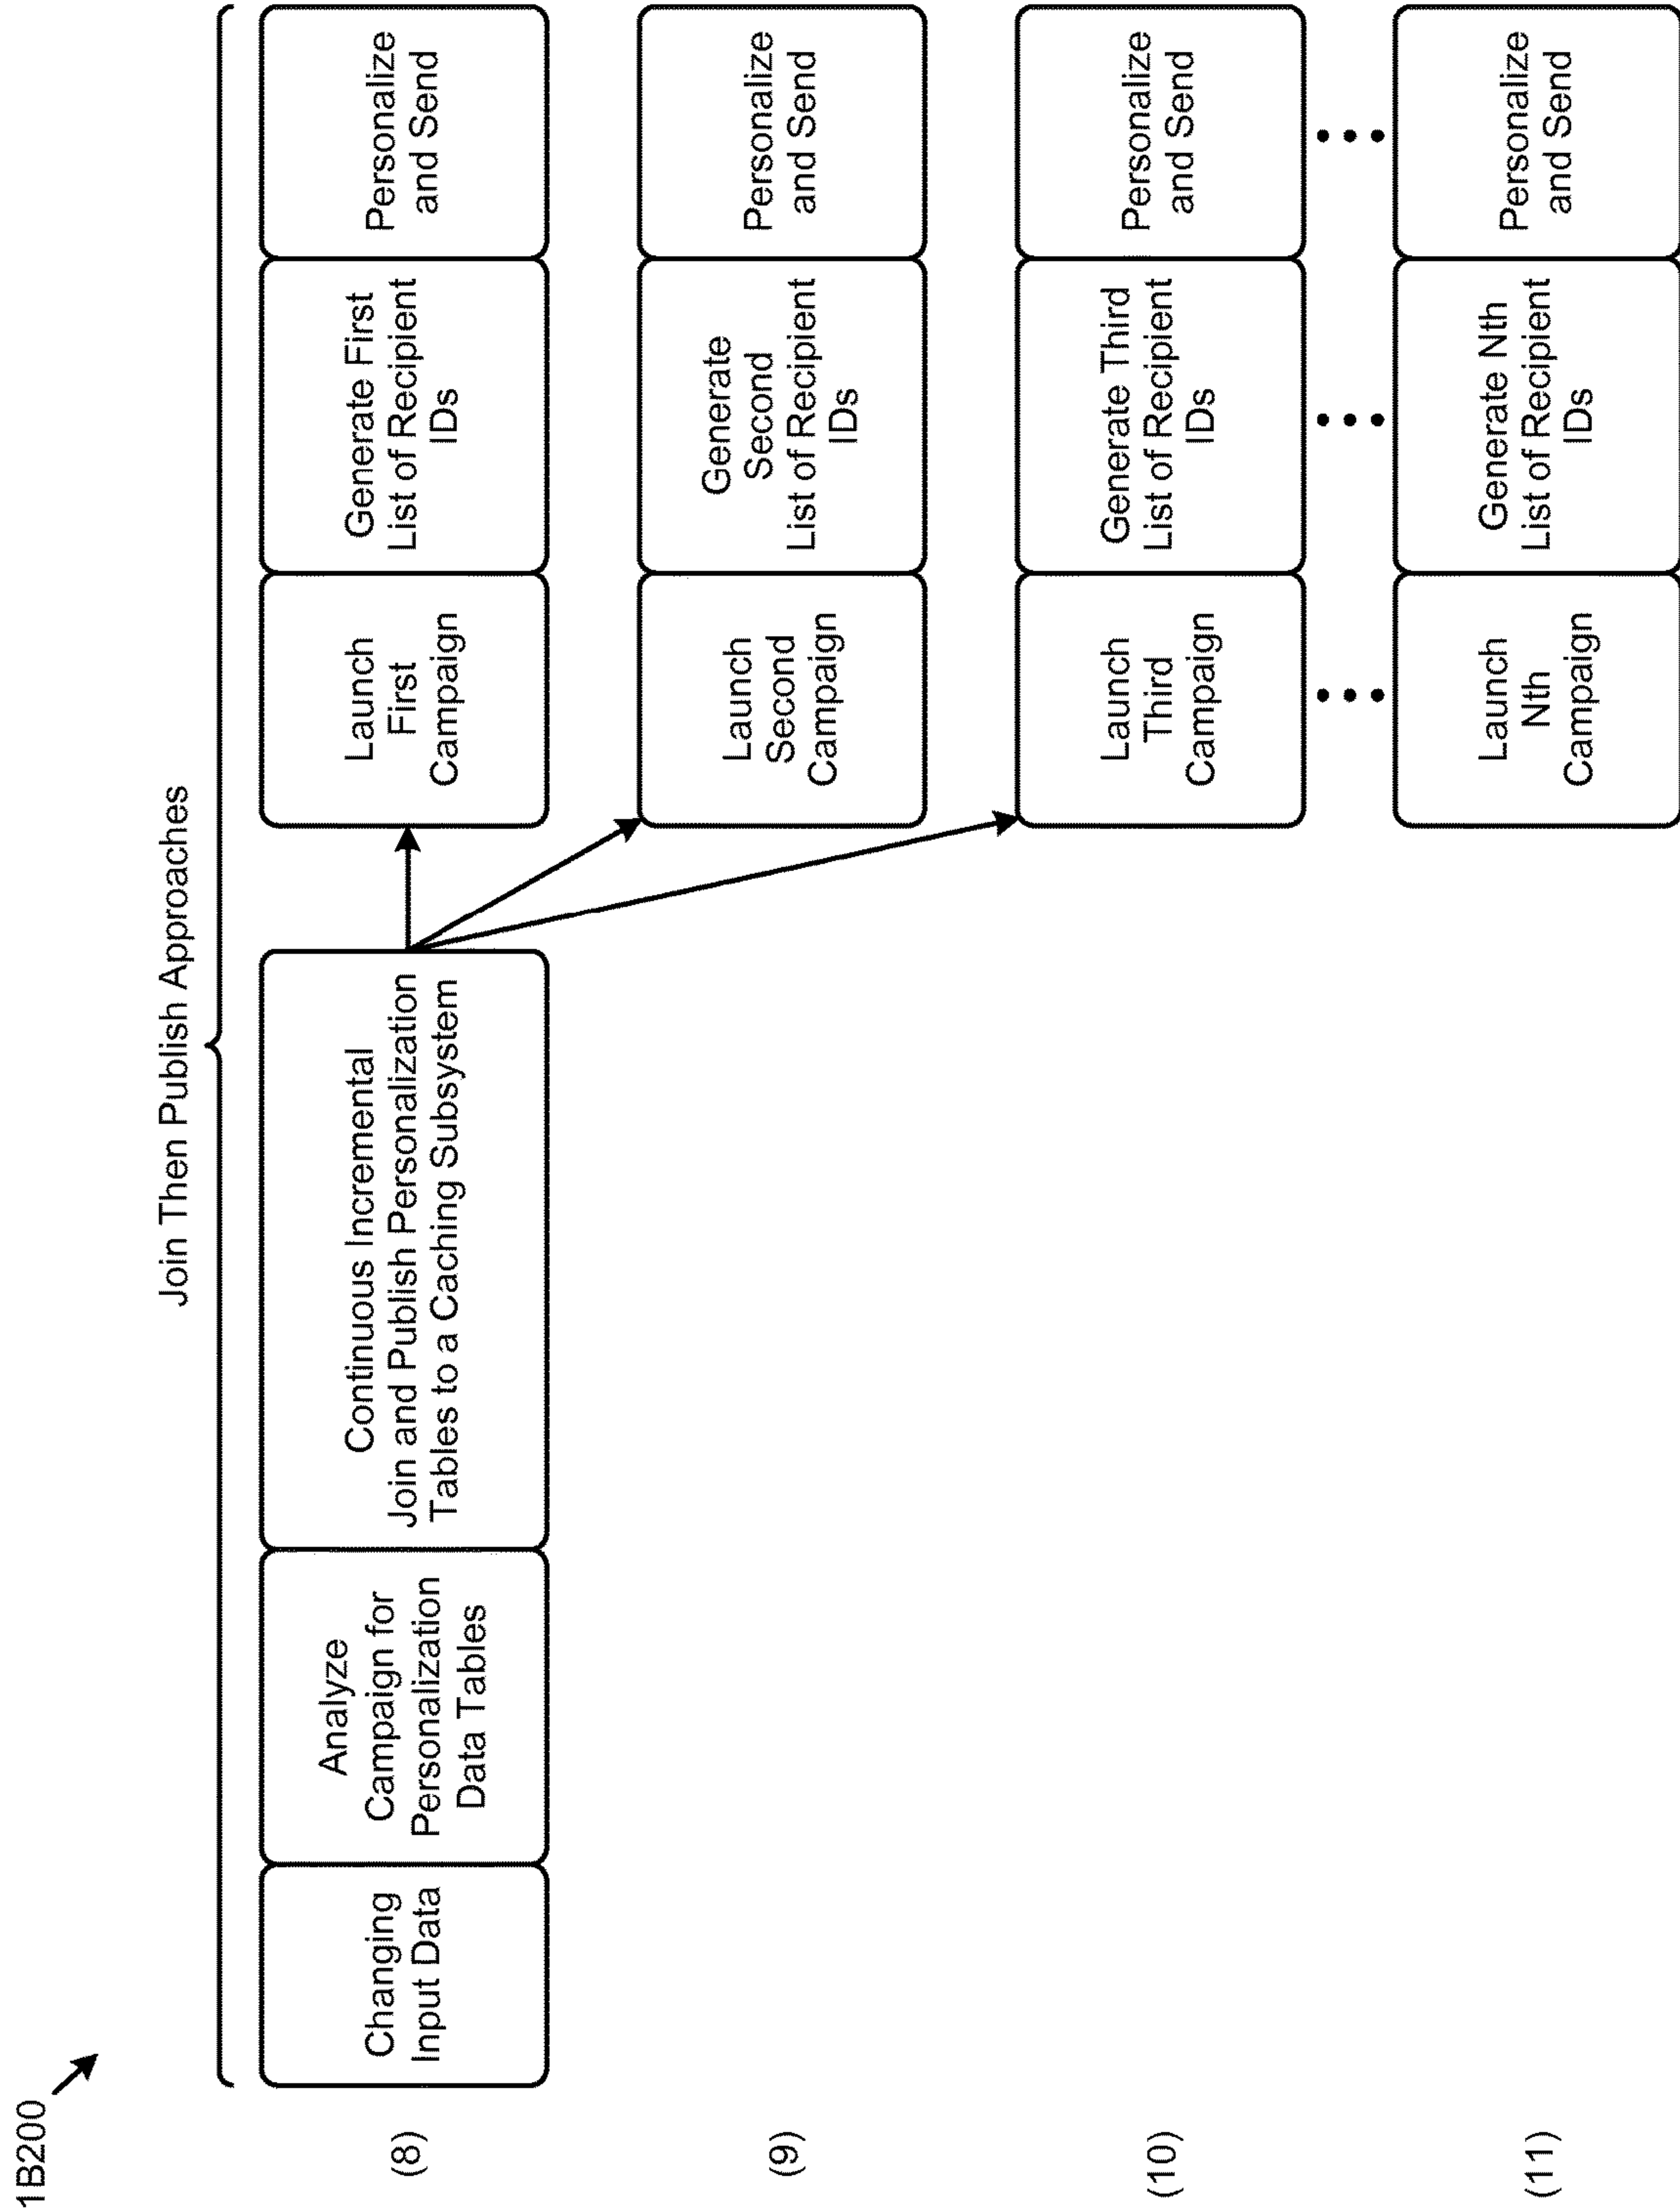 1B200
Join Then Publish Approaches
(8)
Changing
Input Data
Analyze
Campaign for
Personalization
Data Tables
Continuous Incremental
Join and Publish Personalization
Tables to a Caching Subsystem
Launch
First
Campaign
Generate First
List of Recipient
IDs
Personalize
and Send
(9)
Launch
Second
Campaign
Generate
Second
List of Recipient
IDs
Personalize
and Send
(10)
Launch
Third
Campaign
Generate Third
List of Recipient
IDs
Personalize
and Send
(11)
Launch
Nth
Campaign
Generate Nth
List of Recipient
IDs
Personalize
and Send